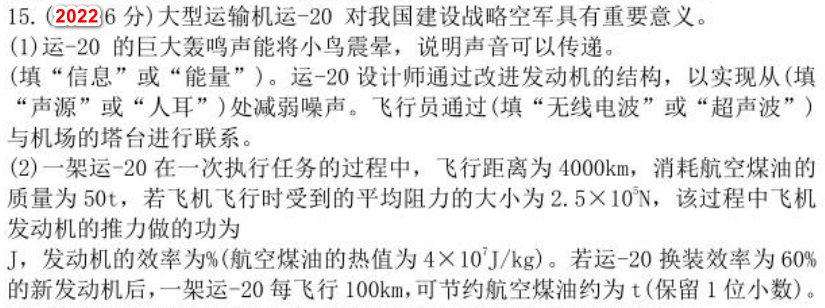 15. (2022 6 分)大型运输机运-20 对我国建设战略空军具有重要意义。
(1)运-20 的巨大轰鸣声能将小鸟震晕，说明声音可以传递。
(填“信息”或“能量”)。运-20 设计师通过改进发动机的结构，以实现从(填
“声源”或“人耳”)处减弱噪声。飞行员通过(填“无线电波”或“超声波”)
与机场的塔台进行联系。
(2)一架运-20 在一次执行任务的过程中，飞行距离为 4000km，消耗航空煤油的
质量为 50t，若飞机飞行时受到的平均阻力的大小为 2.5×10⁵N，该过程中飞机
发动机的推力做的功为
J，发动机的效率为%(航空煤油的热值为 4×10⁷J/kg)。若运-20 换装效率为 60%
的新发动机后,一架运-20 每飞行 100km,可节约航空煤油约为 t(保留 1 位小数)。